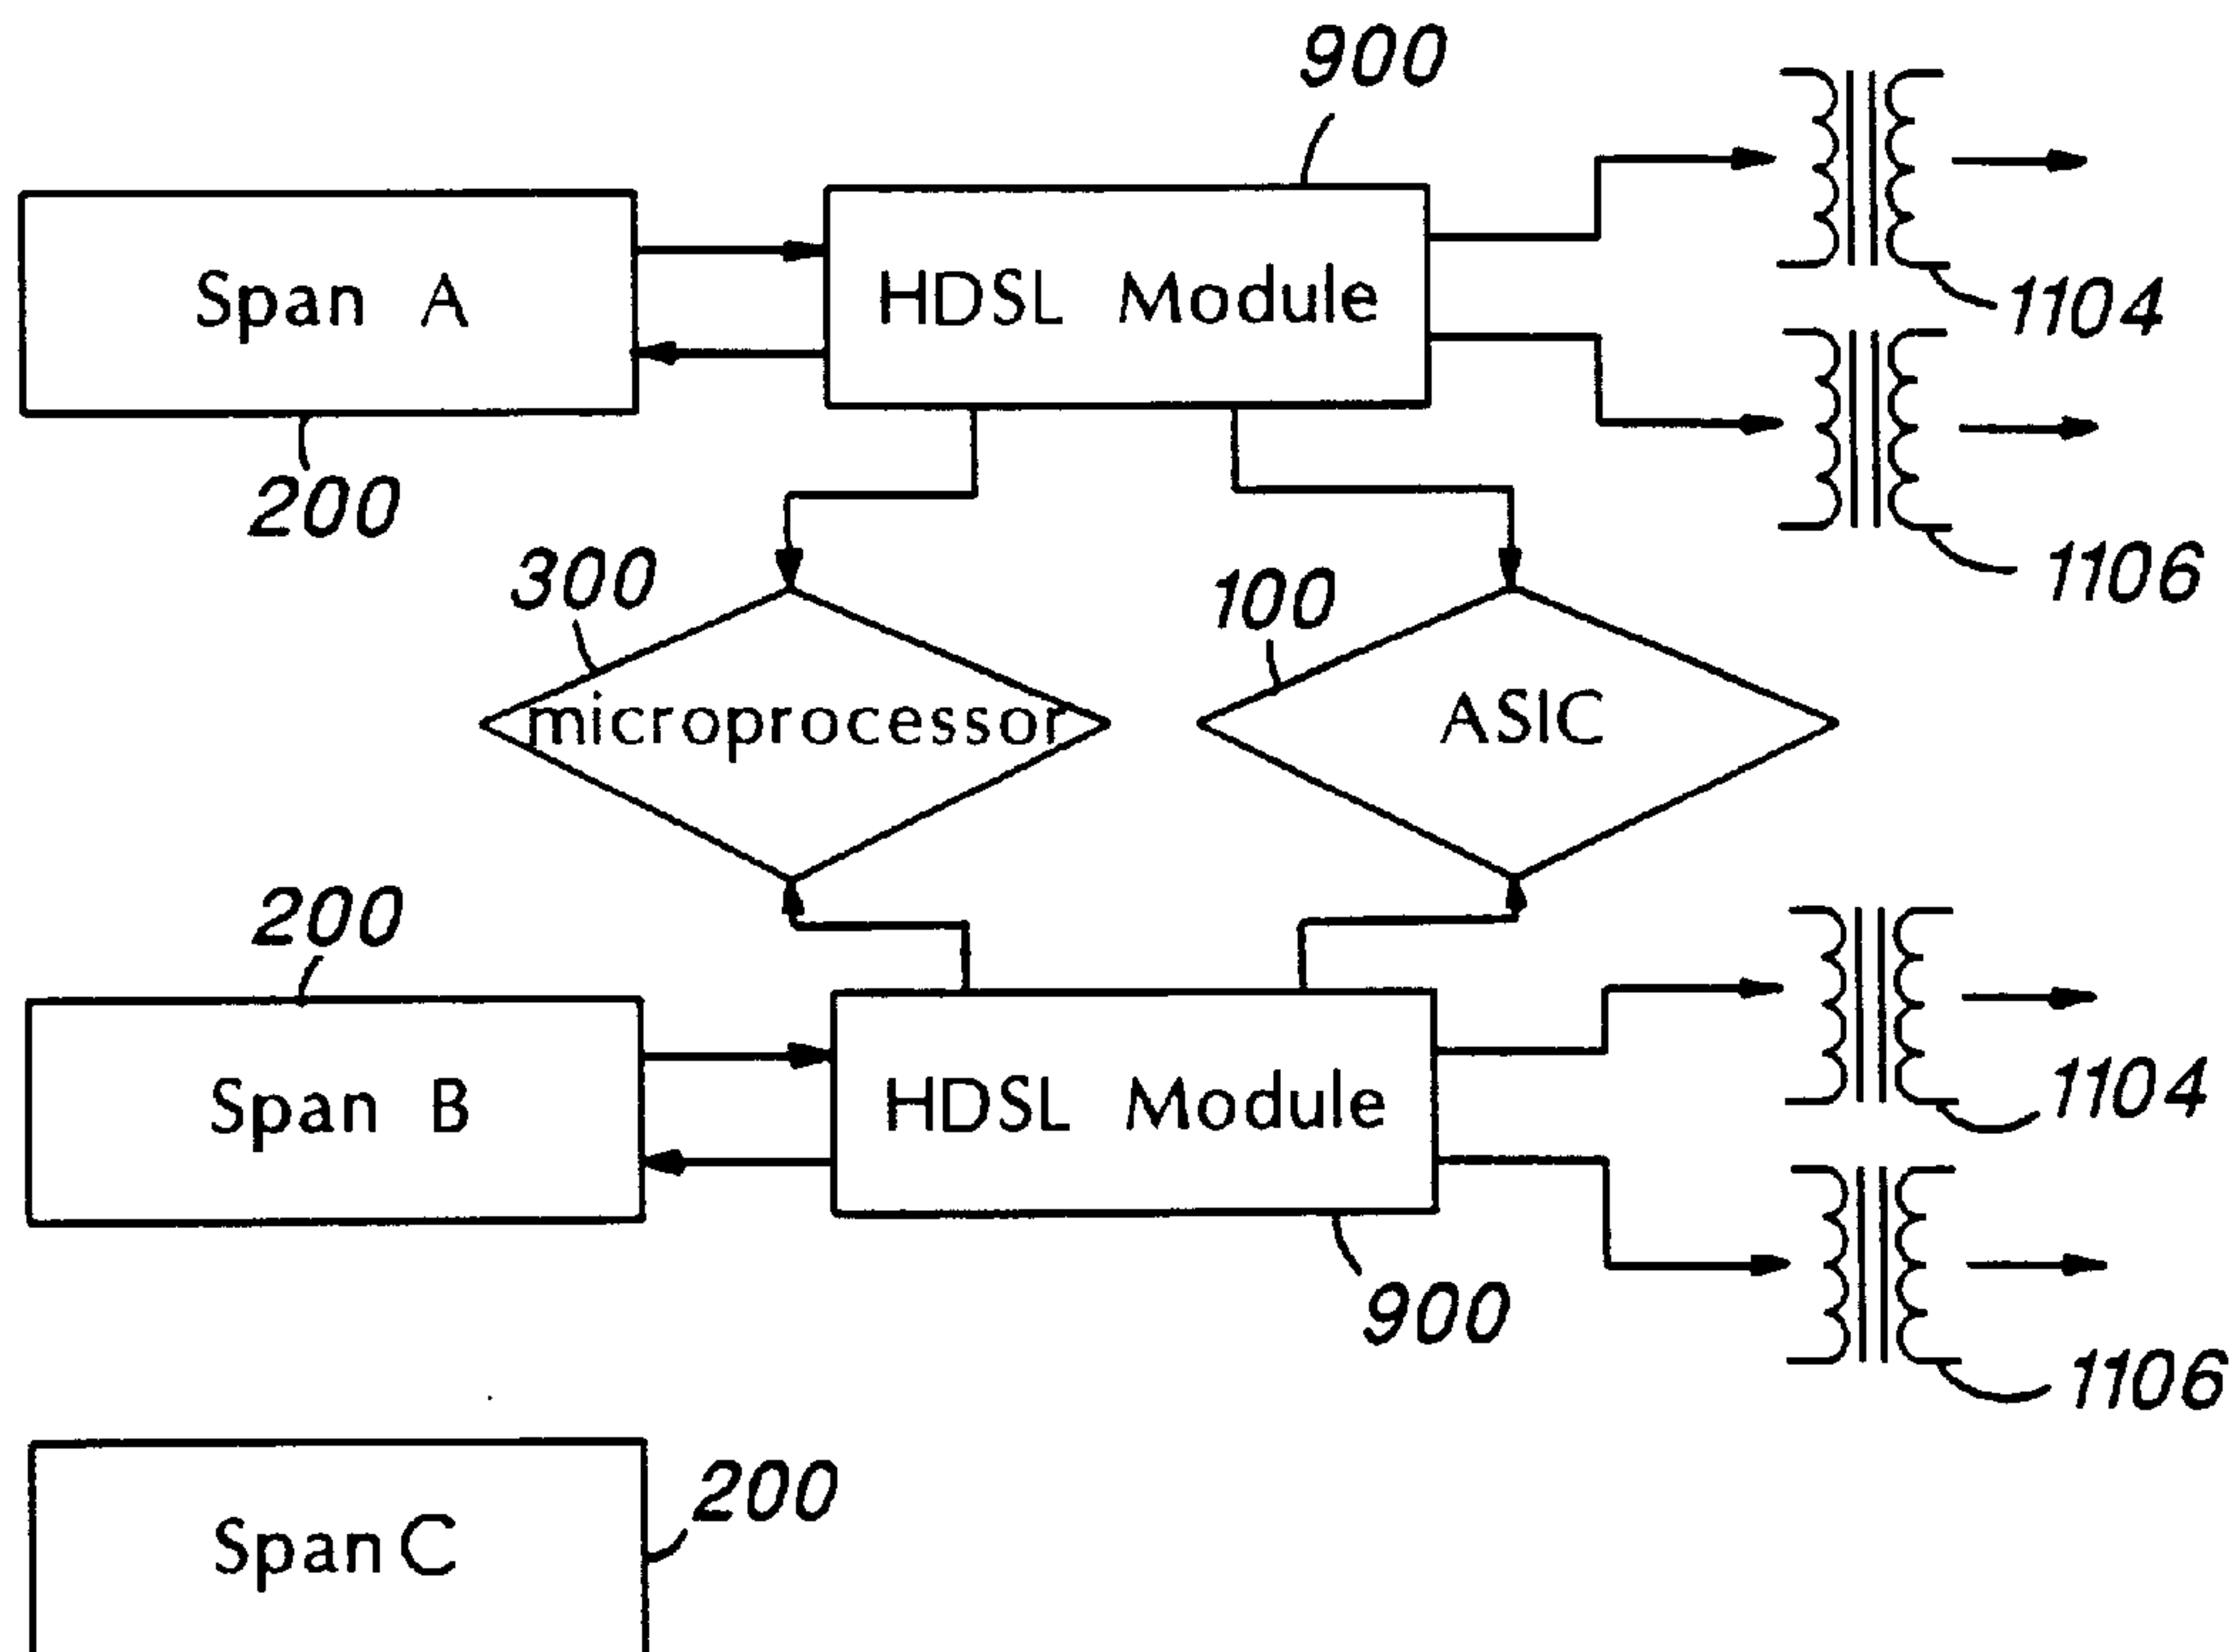 900
Span A
HDSL Module
1104
200
1106
300
100
microprocessor
ASIC
200
Span B
HDSL Module
1104
900
1106
Span C
200